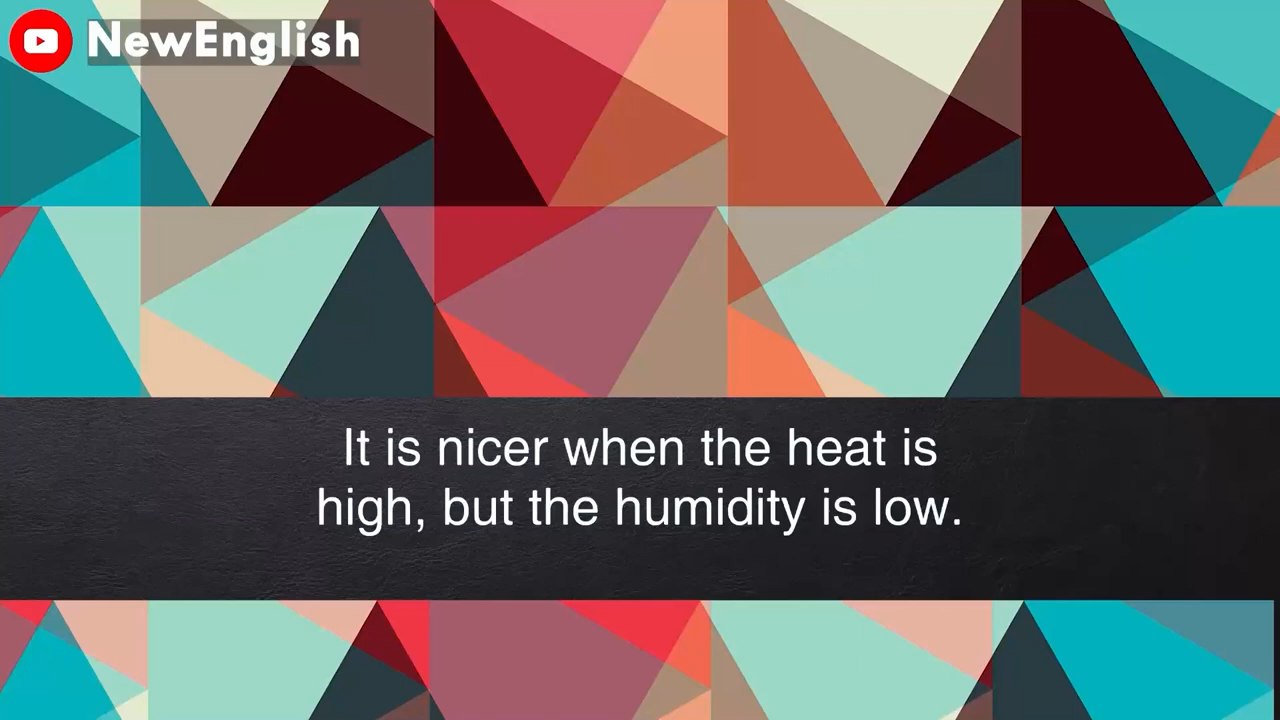 NewEnglish
It is nicer when the heat is
high, but the humidity is low.